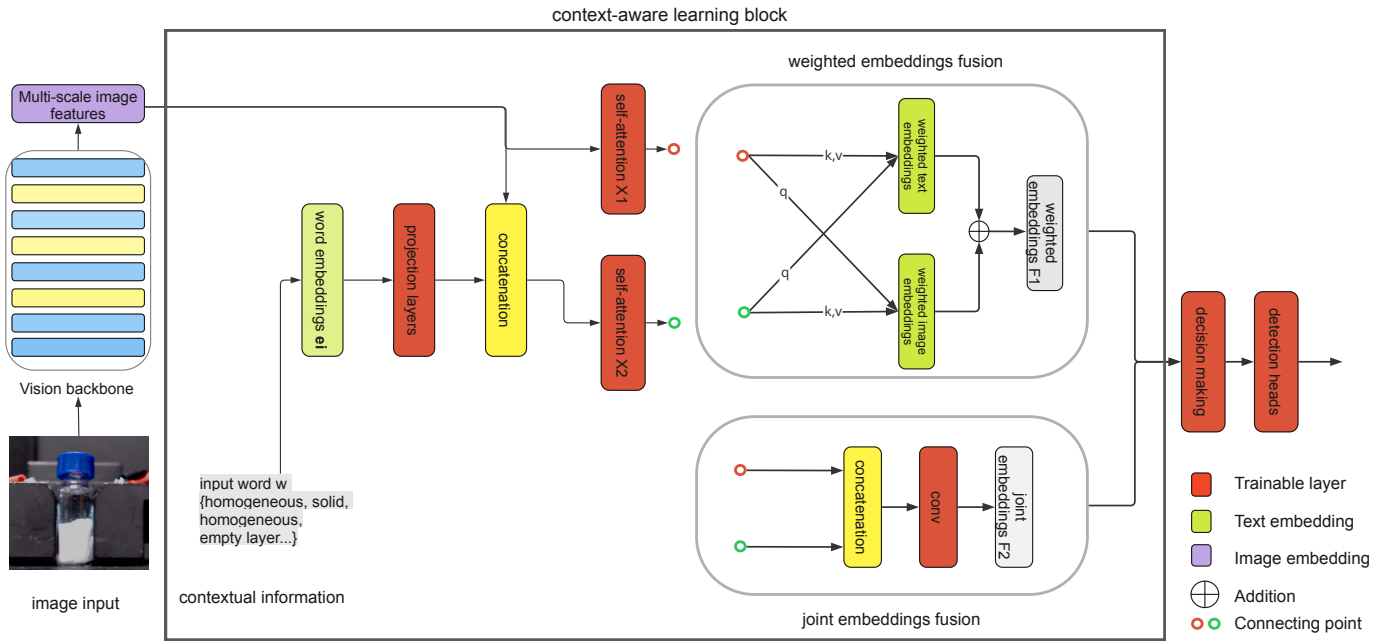 context-aware learning block
Multi-scale image
features
Vision backbone
image input
input word w
{homogeneous, solid,
homogeneous,
empty layer...}
contextual information
word embeddings ei
projection layers
concatenation
self-attention X1
self-attention X2
weighted embeddings fusion
k,v
q
q
k,v
weighted text
embeddings
weighted image
embeddings
weighted
embeddings F1
concatenation
conv
joint
embeddings F2
joint embeddings fusion
decision making
detection heads
Trainable layer
Text embedding
Image embedding
Addition
Connecting point